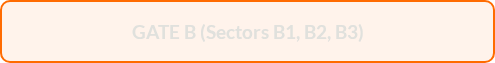 GATE B (Sectors B1, B2, B3)